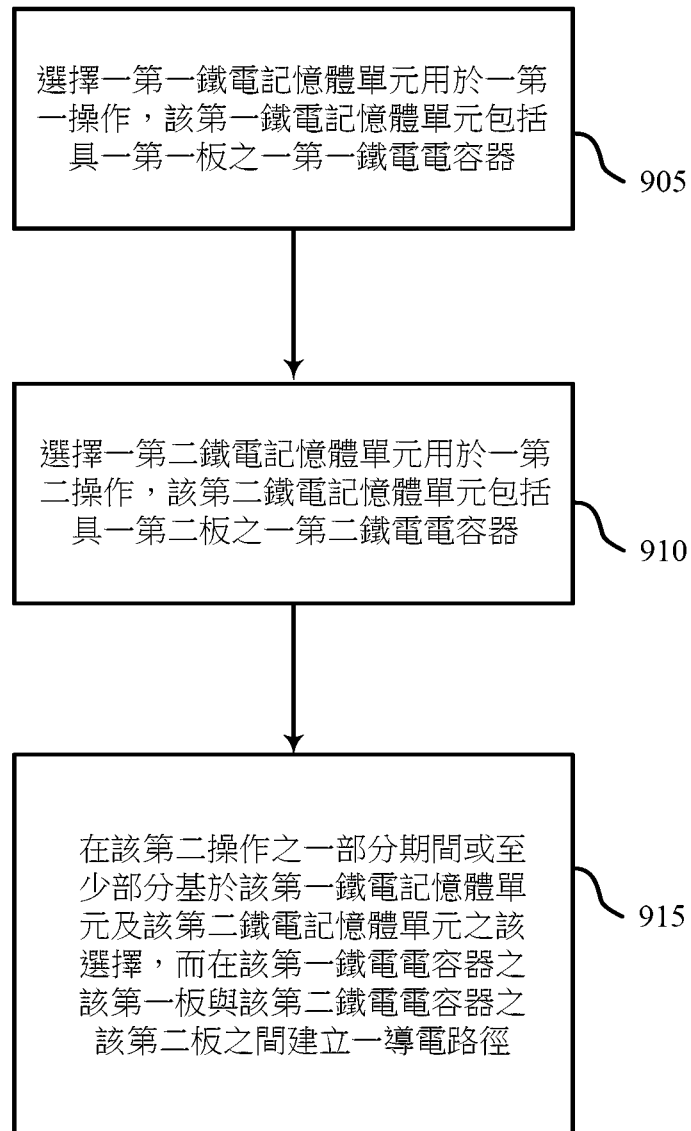 選擇一第一鐵電記憶體單元用於一第
一操作，該第一鐵電記憶體單元包括
具一第一板之一第一鐵電電容器
905
選擇一第二鐵電記憶體單元用於一第
二操作，該第二鐵電記憶體單元包括
具一第二板之一第二鐵電電容器
910
在該第二操作之一部分期間或至
少部分基於該第一鐵電記憶體單
元及該第二鐵電記憶體單元之該
選擇，而在該第一鐵電電容器之
該第一板與該第二鐵電電容器之
該第二板之間建立一導電路徑
915